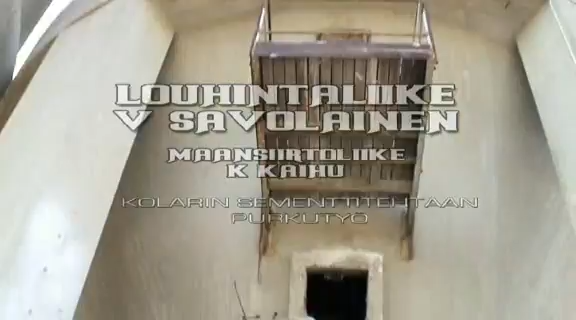 LOUHINTALIIKE
V SAVOLAINEN
MAANSIIRTOLIIKE
K KAIHU
KOLARIN SEMENTTITEHTAAN
PURKUTYÖ